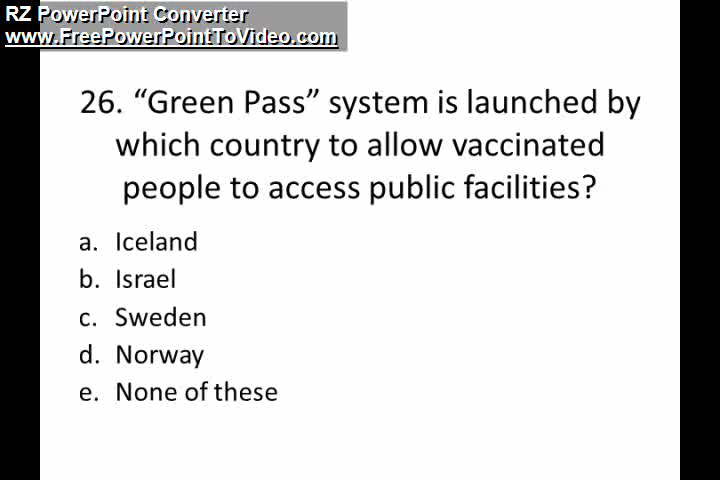 RZ PowerPoint Converter
www.FreePowerPointToVideo.com
26. “Green Pass” system is launched by
which country to allow vaccinated
people to access public facilities?
a. Iceland
b. Israel
c. Sweden
d. Norway
e. None of these